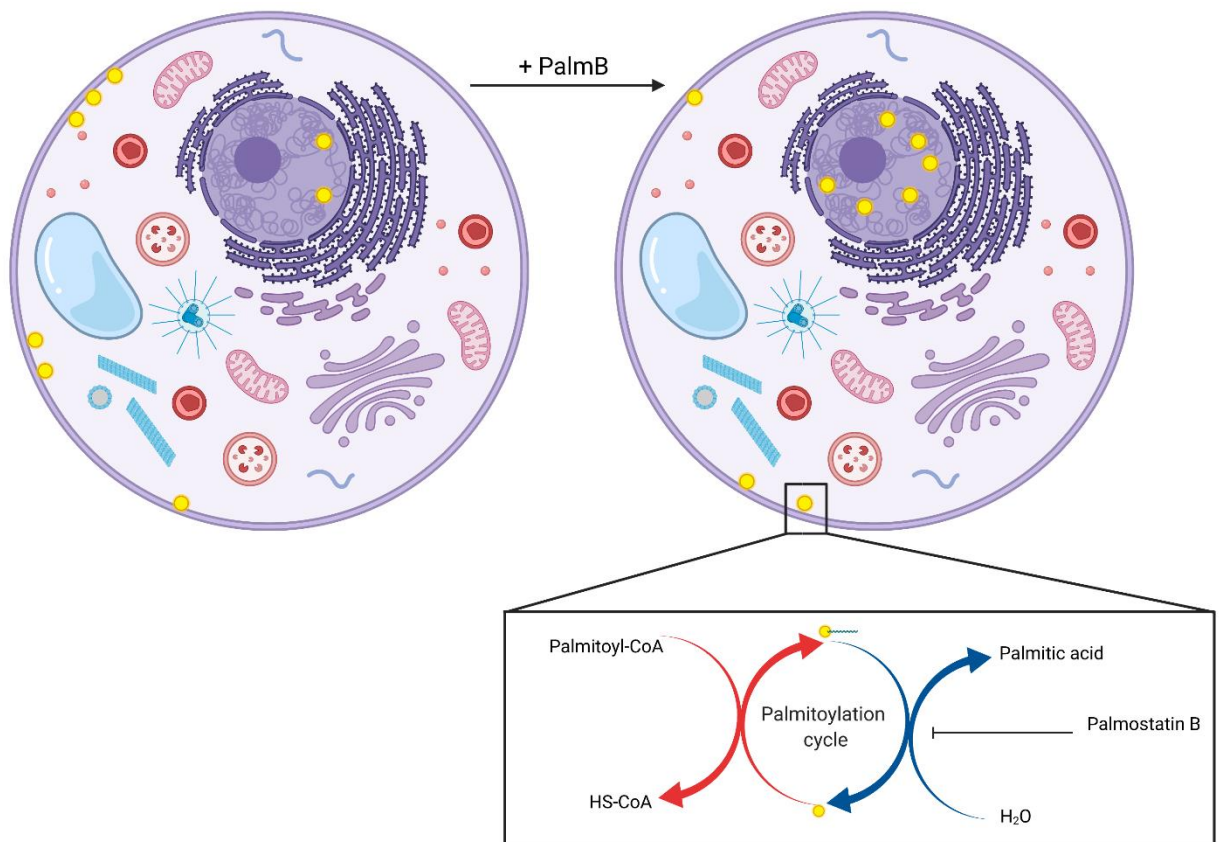 + PalmB
Palmitoyl-CoA
Palmitic acid
Palmitoylation
cycle
Palmostatin B
HS-CoA
H₂O